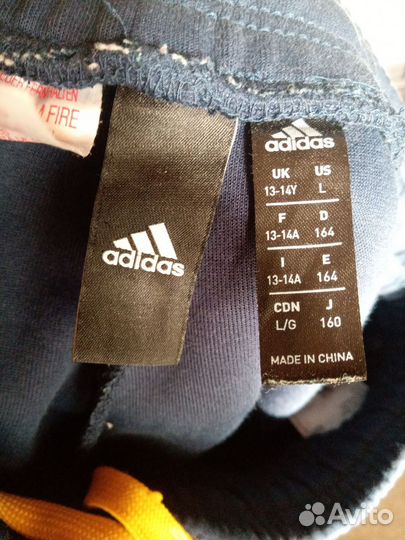 FIRE
adidas
adidas
UK US
13-14Y L
F D
13-14A 164
I E
13-14A 164
CDN J
L/G 160
MADE IN CHINA
Avito